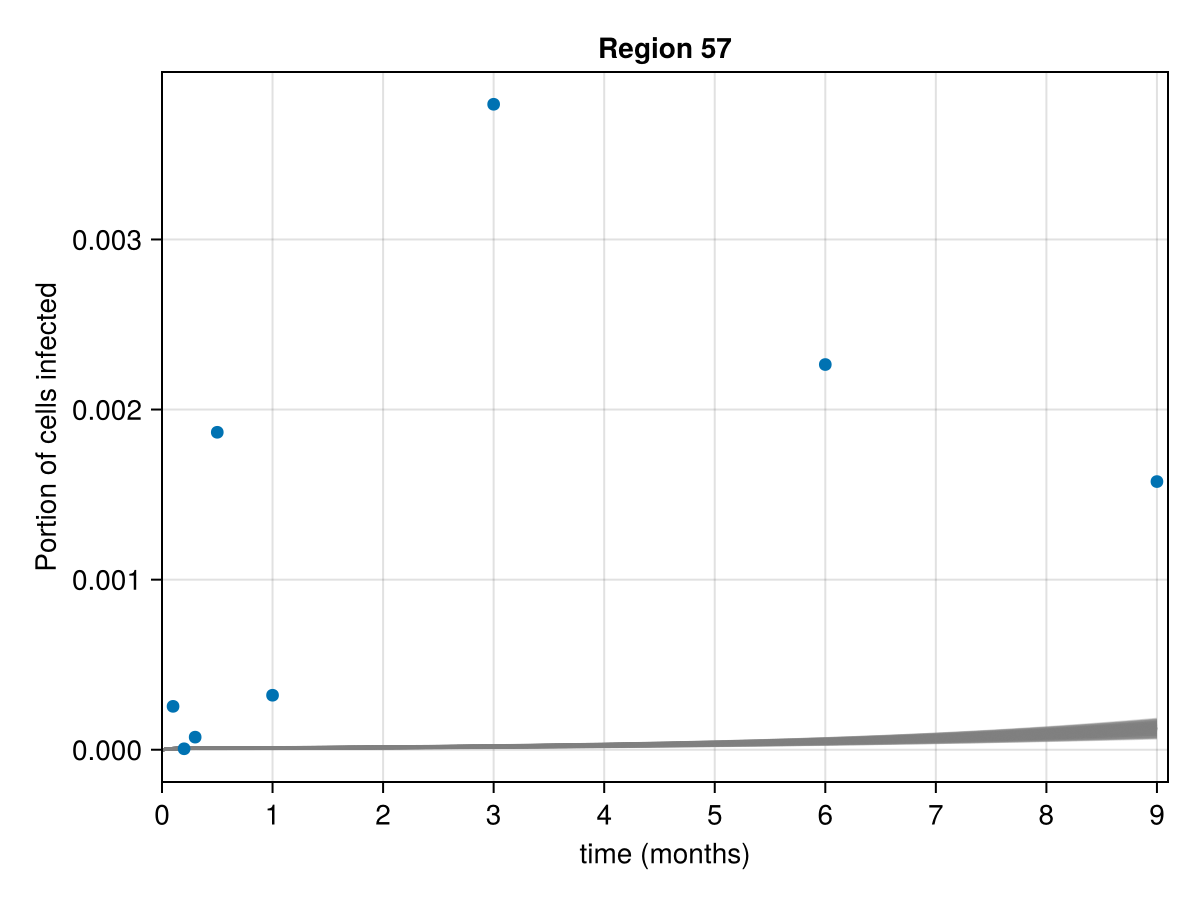 Region 57
Portion of cells infected
0.003
0.002
0.001
0.000
0 1 2 3 4 5 6 7 8 9
time (months)